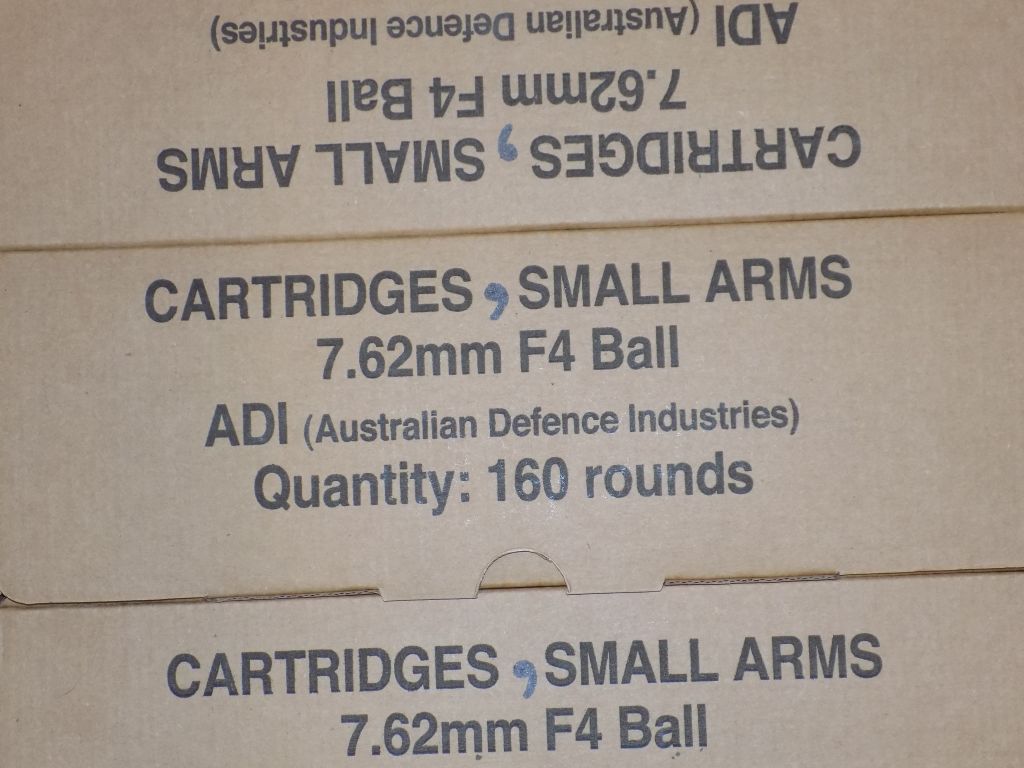 ADI (Australian Defence Industries)
7.62mm F4 Ball
CARTRIDGES, SMALL ARMS
CARTRIDGES, SMALL ARMS
7.62mm F4 Ball
ADI (Australian Defence Industries)
Quantity: 160 rounds
CARTRIDGES, SMALL ARMS
7.62mm F4 Ball